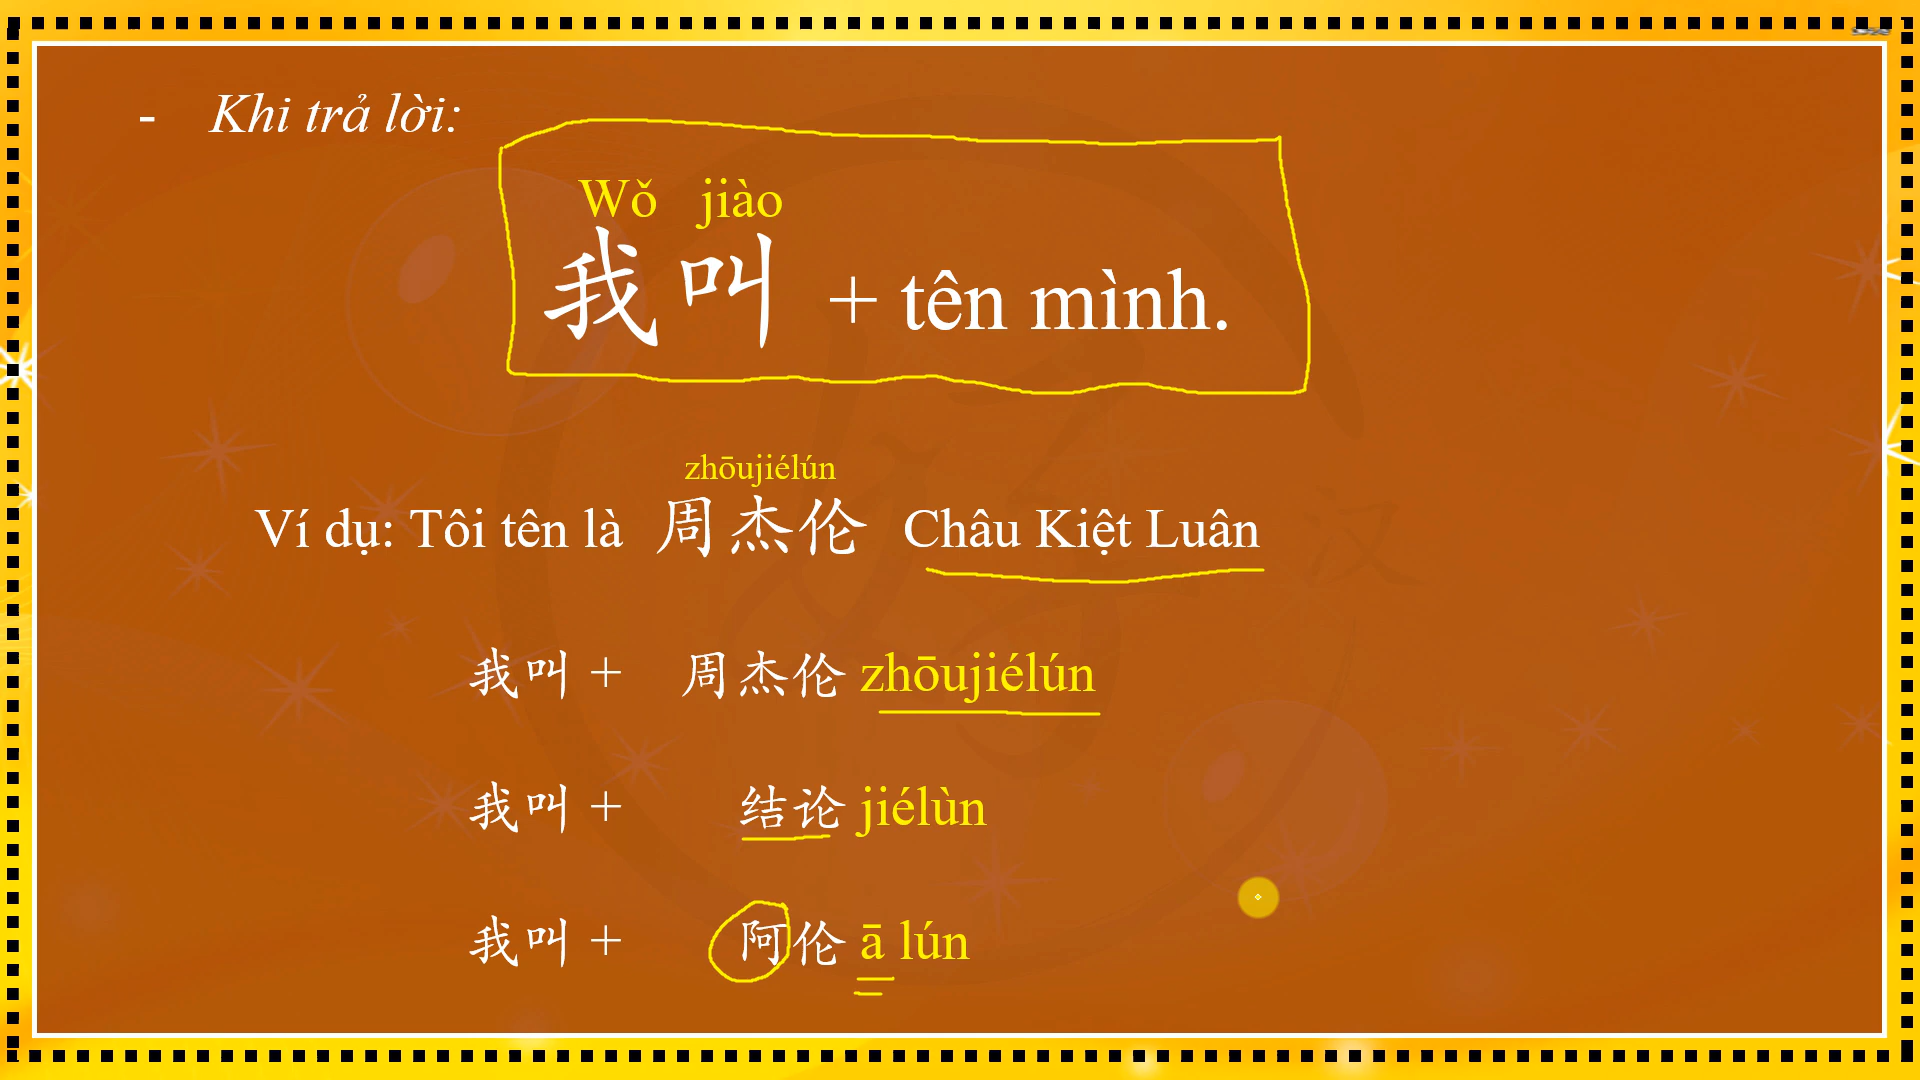 - Khi trả lời:
Wǒ jiào
我叫 + tên mình.
zhōujiélún
Ví dụ: Tôi tên là 周杰伦 Châu Kiệt Luân
我叫 + 周杰伦 zhōujiélún
我叫 + 结论 jiélùn
我叫 + 阿伦 ā lún